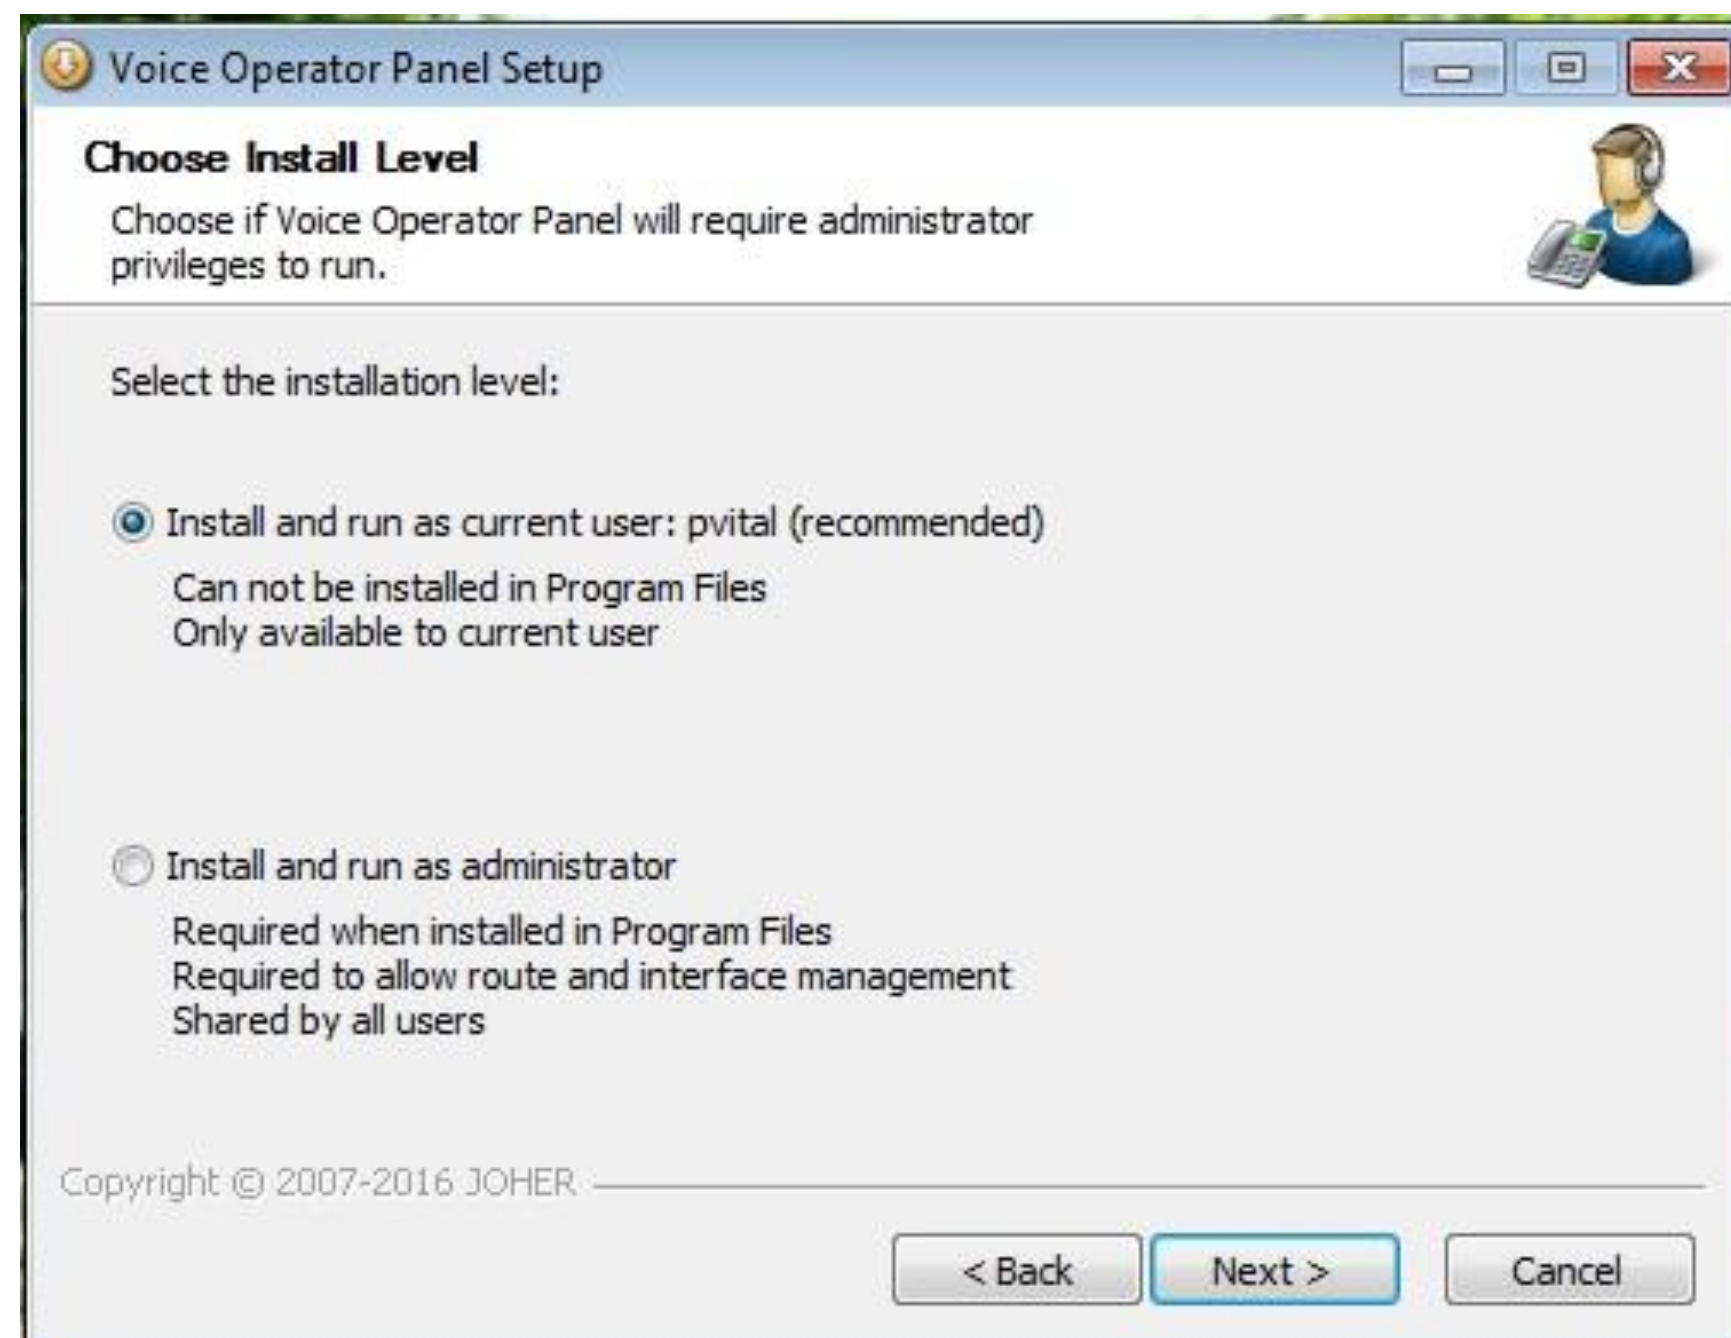 Voice Operator Panel Setup
Choose Install Level
Choose if Voice Operator Panel will require administrator
privileges to run.
Select the installation level:
Install and run as current user: pvital (recommended)
Can not be installed in Program Files
Only available to current user
Install and run as administrator
Required when installed in Program Files
Required to allow route and interface management
Shared by all users
Copyright © 2007-2016 JOHER
< Back
Next >
Cancel